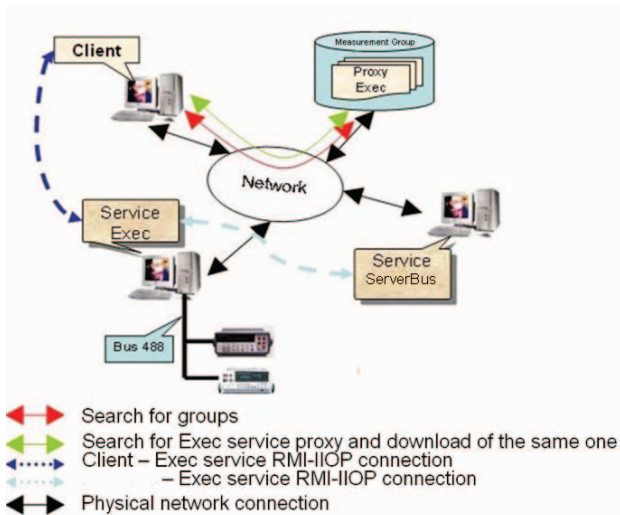 Client
Measurement Group
Proxy
Exec
Network
Service
Exec
Service
ServerBus
Bus 488
Search for groups
Search for Exec service proxy and download of the same one
Client – Exec service RMI-IIOP connection
– Exec service RMI-IIOP connection
Physical network connection